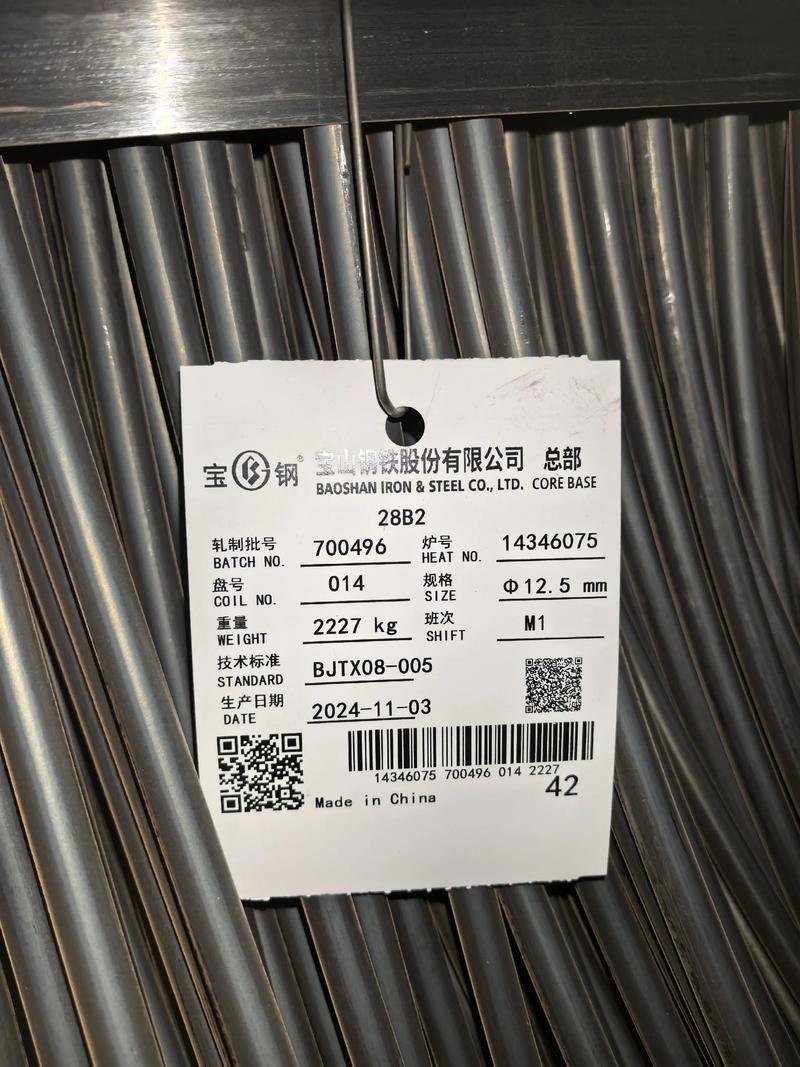 宝钢® 宝山钢铁股份有限公司 总部
BAOSHAN IRON & STEEL CO., LTD. CORE BASE
28B2
轧制批号 700496 炉号 14346075
BATCH NO. HEAT NO.
盘号 014 规格 Φ12.5 mm
COIL NO. SIZE
重量 2227 kg 班次 M1
WEIGHT SHIFT
技术标准 BJTX08-005
STANDARD
生产日期 2024-11-03
DATE
14346075 700496 014 2227
Made in China 42